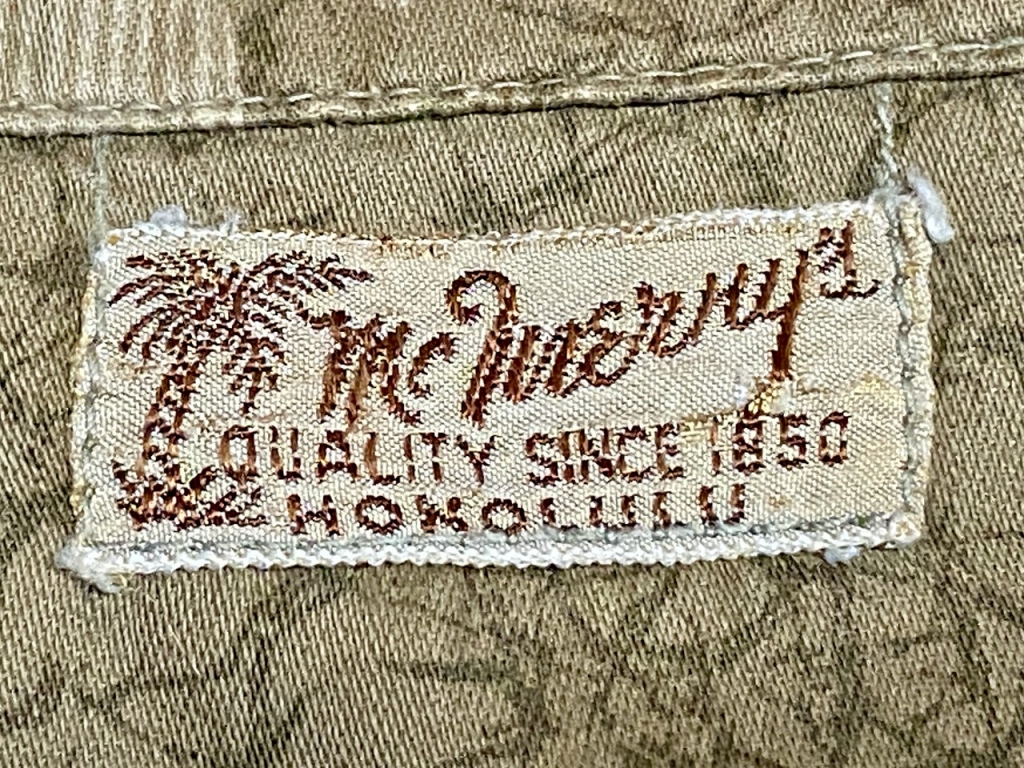 McInerny's
QUALITY SINCE 1850
HONOLULU